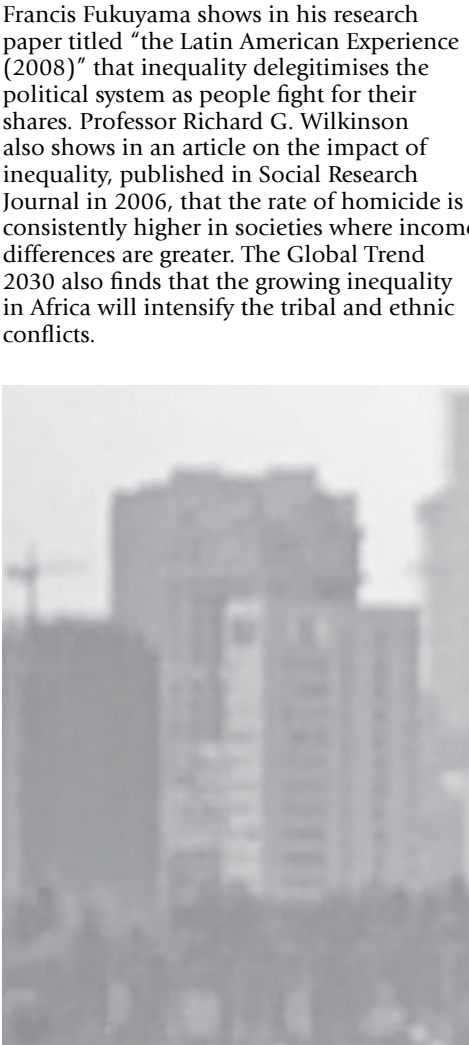 Francis Fukuyama shows in his research
paper titled “the Latin American Experience
(2008)” that inequality delegitimises the
political system as people fight for their
shares. Professor Richard G. Wilkinson
also shows in an article on the impact of
inequality, published in Social Research
Journal in 2006, that the rate of homicide is
consistently higher in societies where income
differences are greater. The Global Trend
2030 also finds that the growing inequality
in Africa will intensify the tribal and ethnic
conflicts.